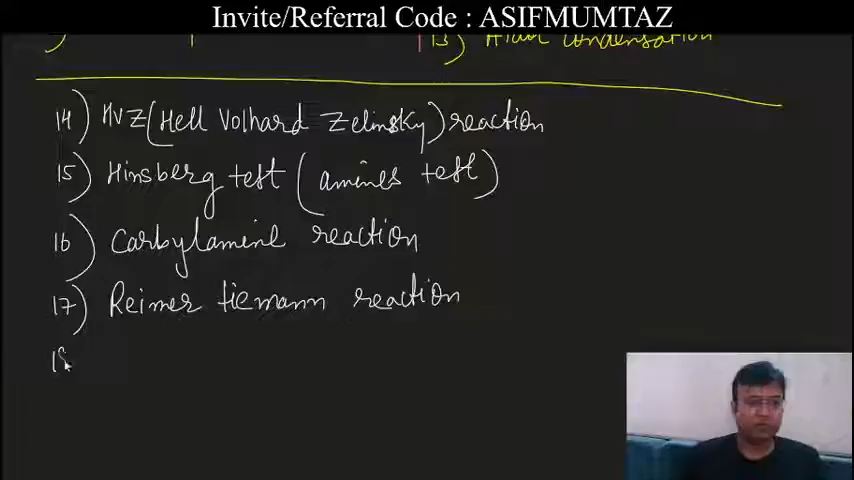 Invite/Referral Code : ASIFMUMTAZ
13) Aldol condensation
14) HVZ (Hell Volhard Zelinsky) reaction
15) Hinsberg test (amines test)
16) Carbylamine reaction
17) Reimer tiemann reaction
18